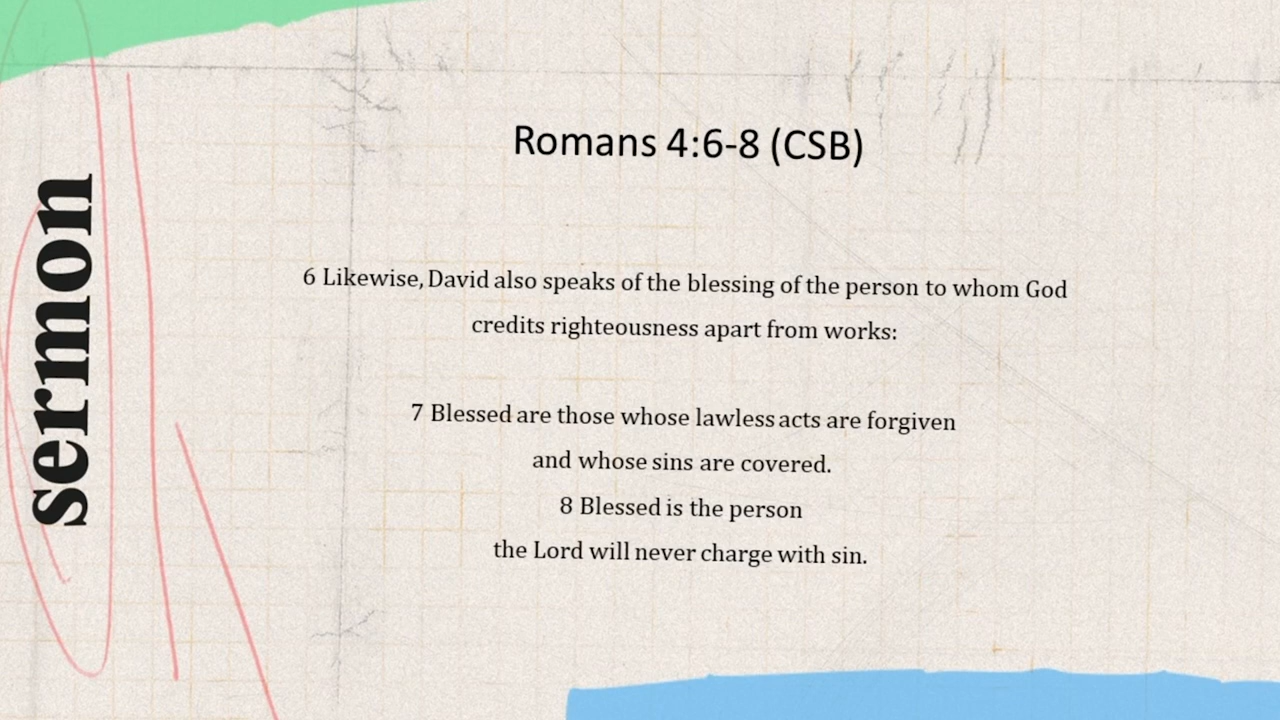 sermon
Romans 4:6-8 (CSB)
6 Likewise, David also speaks of the blessing of the person to whom God
credits righteousness apart from works:
7 Blessed are those whose lawless acts are forgiven
and whose sins are covered.
8 Blessed is the person
the Lord will never charge with sin.